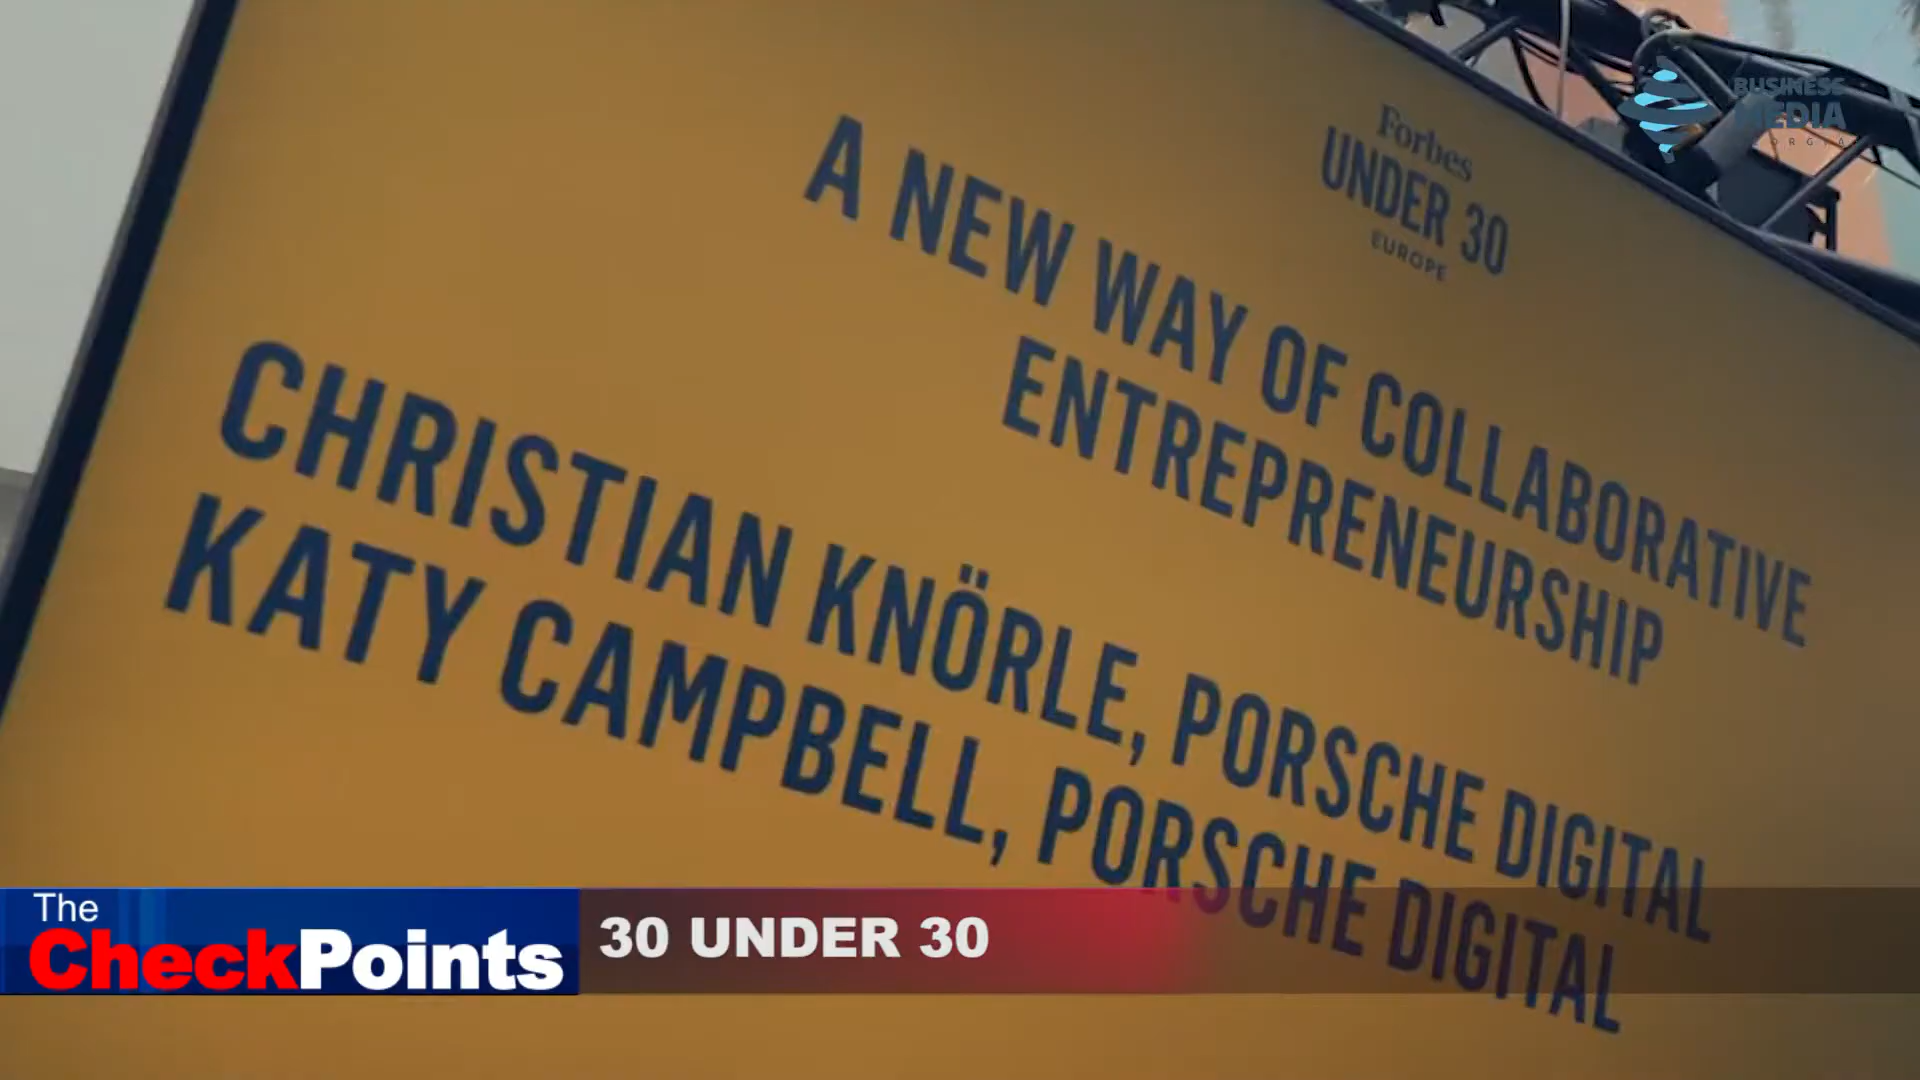 BUSINESS
MEDIA
Forbes
UNDER 30
EUROPE
A NEW WAY OF COLLABORATIVE
ENTREPRENEURSHIP
CHRISTIAN KNÖRLE, PORSCHE DIGITAL
KATY CAMPBELL, PORSCHE DIGITAL
The
CheckPoints
30 UNDER 30